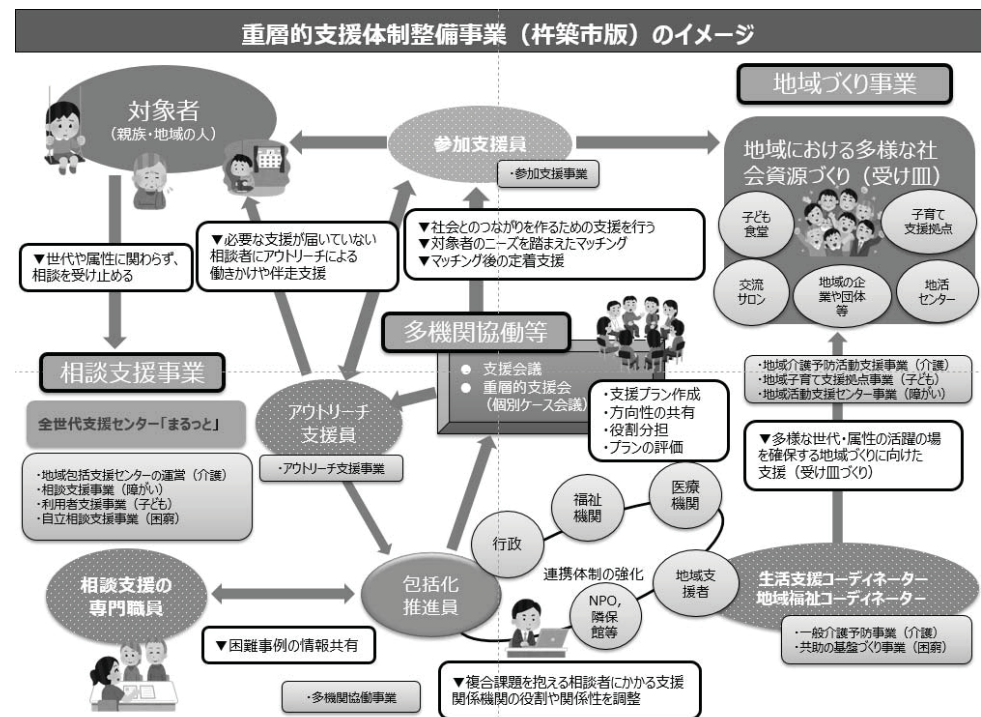 重層的支援体制整備事業（杵築市版）のイメージ
対象者
（親族・地域の人）
参加支援員
・参加支援事業
地域づくり事業
地域における多様な社
会資源づくり（受け皿）
子ども
食堂
子育て
支援拠点
交流
サロン
地域の企
業や団体
等
地活
センター
▼世代や属性に関わらず、
相談を受け止める
▼必要な支援が届いていない
相談者にアウトリーチによる
働きかけや伴走支援
▼社会とのつながりを作るための支援を行う
▼対象者のニーズを踏まえたマッチング
▼マッチング後の定着支援
相談支援事業
全世代支援センター「まるっと」
・地域包括支援センターの運営（介護）
・相談支援事業（障がい）
・利用者支援事業（子ども）
・自立相談支援事業（困窮）
アウトリーチ
支援員
・アウトリーチ支援事業
多機関協働等
● 支援会議
● 重層的支援会
（個別ケース会議）
・支援プラン作成
・方向性の共有
・役割分担
・プランの評価
・地域介護予防活動支援事業（介護）
・地域子育て支援拠点事業（子ども）
・地域活動支援センター事業（障がい）
▼多様な世代・属性の活躍の場
を確保する地域づくりに向けた
支援（受け皿づくり）
相談支援の
専門職員
▼困難事例の情報共有
包括化
推進員
行政
福祉
機関
医療
機関
連携体制の強化
地域支
援者
NPO,
隣保
館等
生活支援コーディネーター
地域福祉コーディネーター
・一般介護予防事業（介護）
・共助の基盤づくり事業（困窮）
・多機関協働事業
▼複合課題を抱える相談者にかかる支援
関係機関の役割や関係性を調整